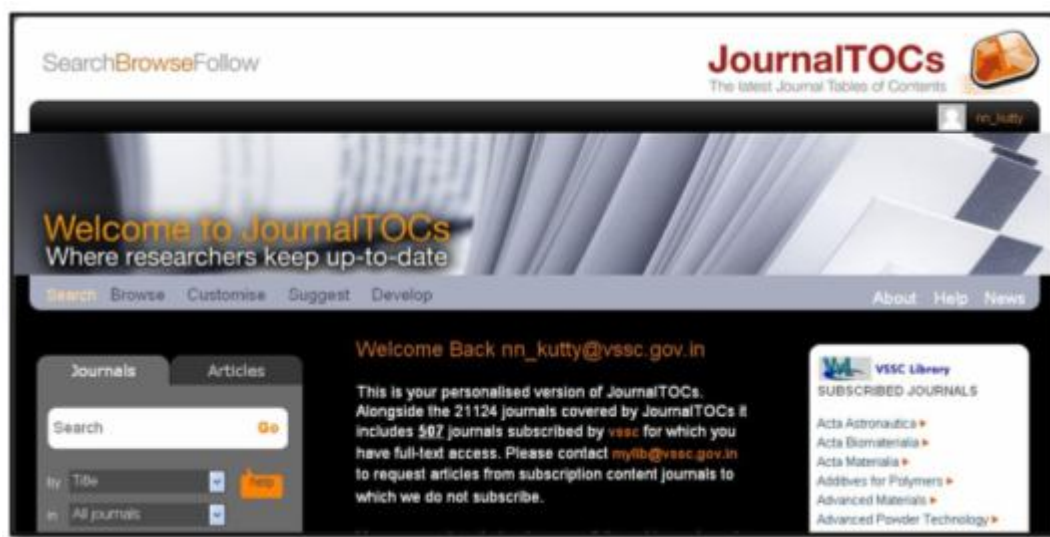 SearchBrowseFollow
JournalTOCs
The latest Journal Tables of Contents
nn_kutty
Welcome to JournalTOCs
Where researchers keep up-to-date
Search Browse Customise Suggest Develop
About Help News
Journals Articles
Search Go
by Title help
in All journals
Welcome Back nn_kutty@vssc.gov.in
This is your personalised version of JournalTOCs.
Alongside the 21124 journals covered by JournalTOCs it
includes 507 journals subscribed by vssc for which you
have full-text access. Please contact mylib@vssc.gov.in
to request articles from subscription content journals to
which we do not subscribe.
VSSC Library
SUBSCRIBED JOURNALS
Acta Astronautica
Acta Biomaterialia
Acta Materialia
Additives for Polymers
Advanced Materials
Advanced Powder Technology